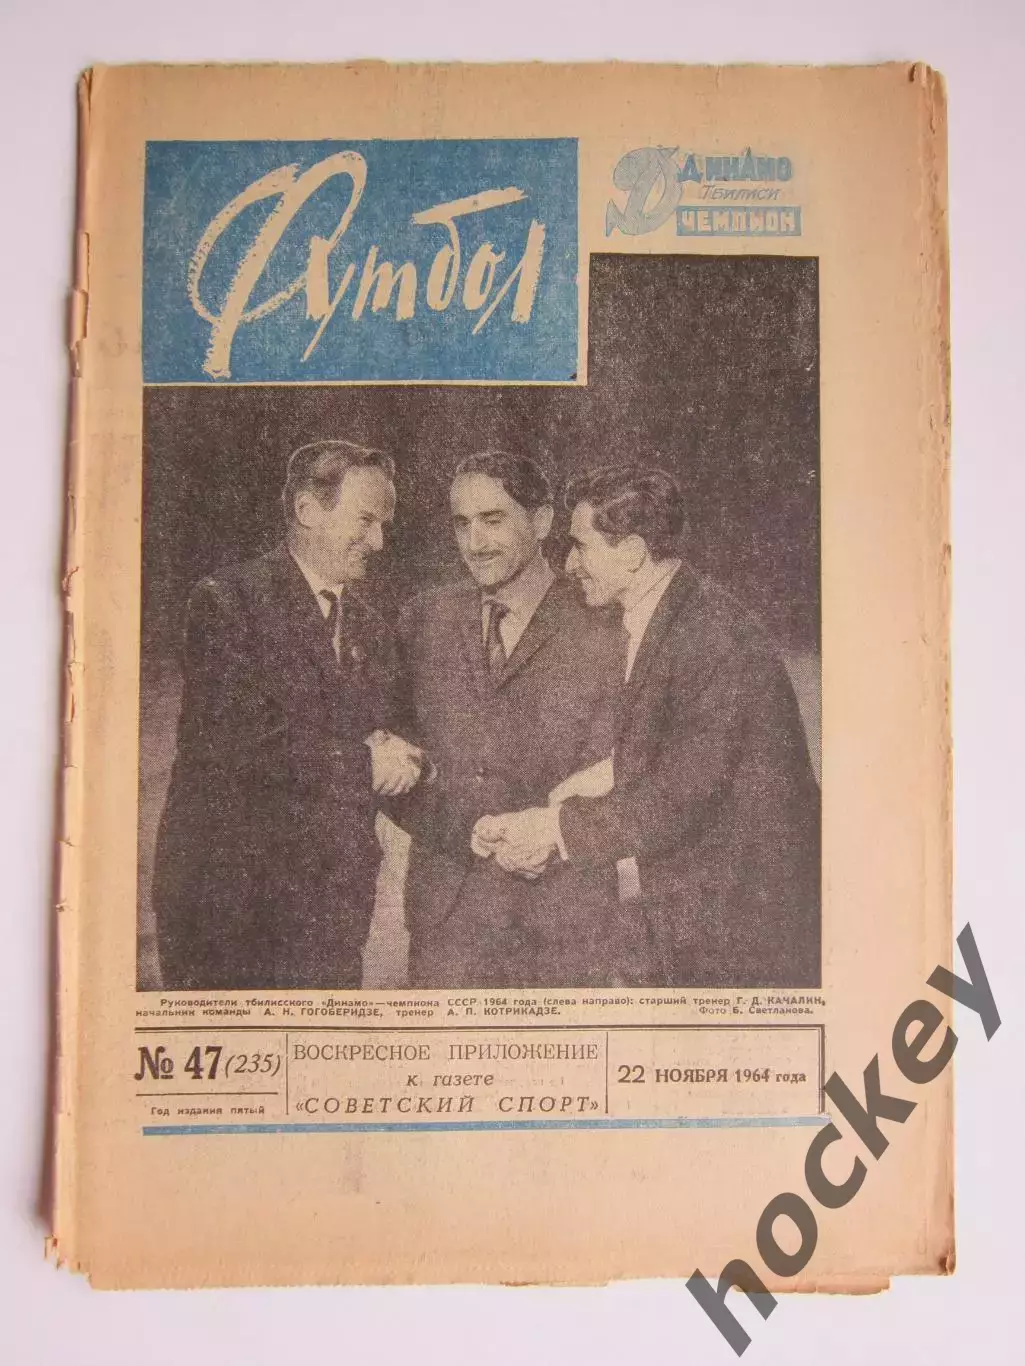 Футбол
ДИНАМО
Тбилиси
ЧЕМПИОН
Руководители тбилисского «Динамо»—чемпиона СССР 1964 года (слева направо): старший тренер Г. Д. КАЧАЛИН,
начальник команды А. Н. ГОГОБЕРИДЗЕ, тренер А. П. КОТРИКАДЗЕ.
Фото Б. Светланова.
№ 47 (235)
Год издания пятый
ВОСКРЕСНОЕ ПРИЛОЖЕНИЕ
к газете
«СОВЕТСКИЙ СПОРТ»
22 НОЯБРЯ 1964 года
hockey.ru